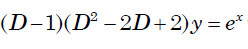 (D−1)(D² −2D+2)y = eˣ